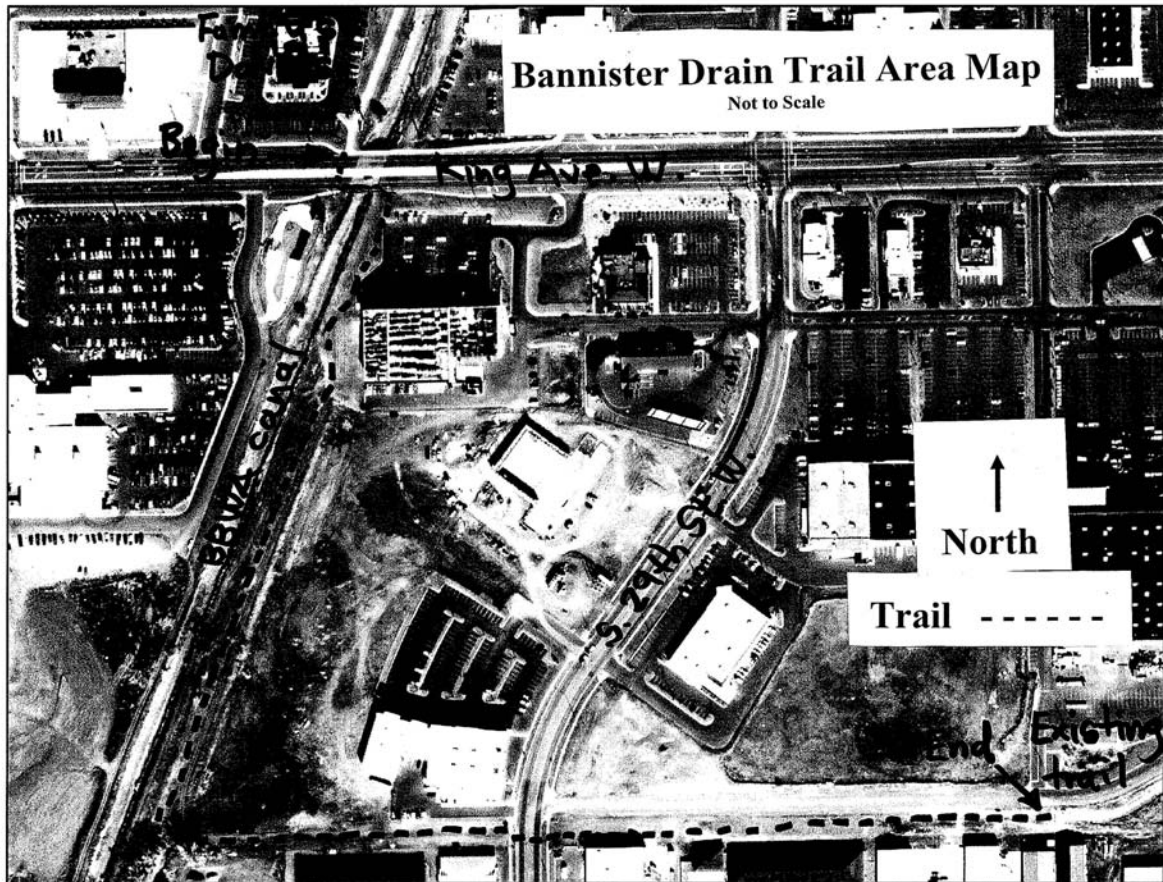 Bannister Drain Trail Area Map
Not to Scale
Begin
King Ave W.
BBWA canal
S. 29th St W.
North
Trail
End
Existing
trail